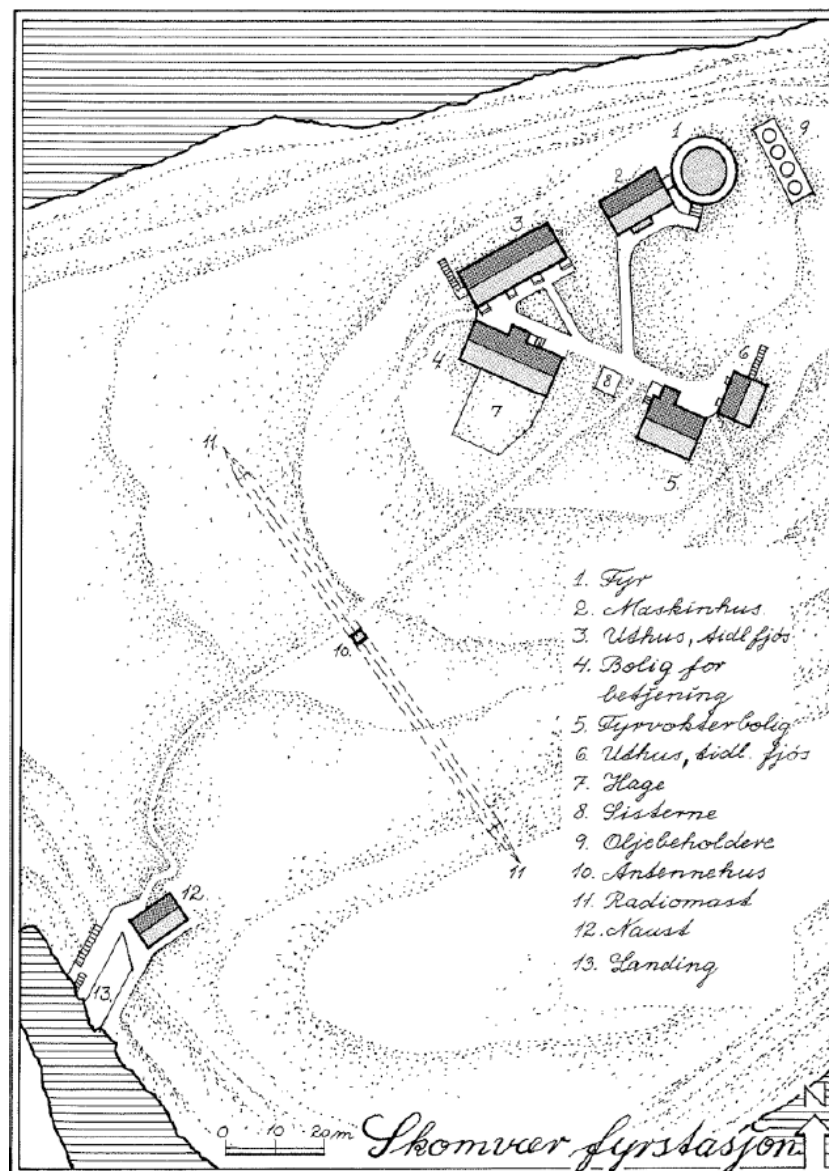 1
9
2
3
6
4
8
7
5
11
10.
12
11
13.
1. Fyr
2. Maskinhus
3. Uthus, tidl fjós
4. Bolig for
betjening
5. Fyrvokterbolig
6. Uthus, tidl. fjós
7. Hage
8. Sisterne
9. Oljebeholdere
10. Antennehus
11. Radiomast
12. Naust
13. Landing
0 10 20m
Skomvær fyrstasjon
N